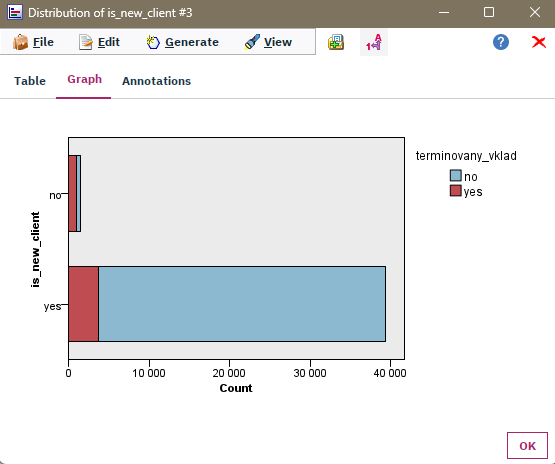 Distribution of is_new_client #3
File Edit Generate View
Table Graph Annotations
terminovany_vklad
no
yes
is_new_client
no
yes
0 10 000 20 000 30 000 40 000
Count
OK